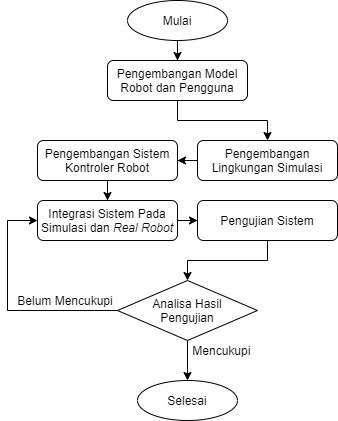 Mulai
Pengembangan Model
Robot dan Pengguna
Pengembangan Sistem
Kontroler Robot
Pengembangan
Lingkungan Simulasi
Integrasi Sistem Pada
Simulasi dan Real Robot
Pengujian Sistem
Belum Mencukupi
Analisa Hasil
Pengujian
Mencukupi
Selesai